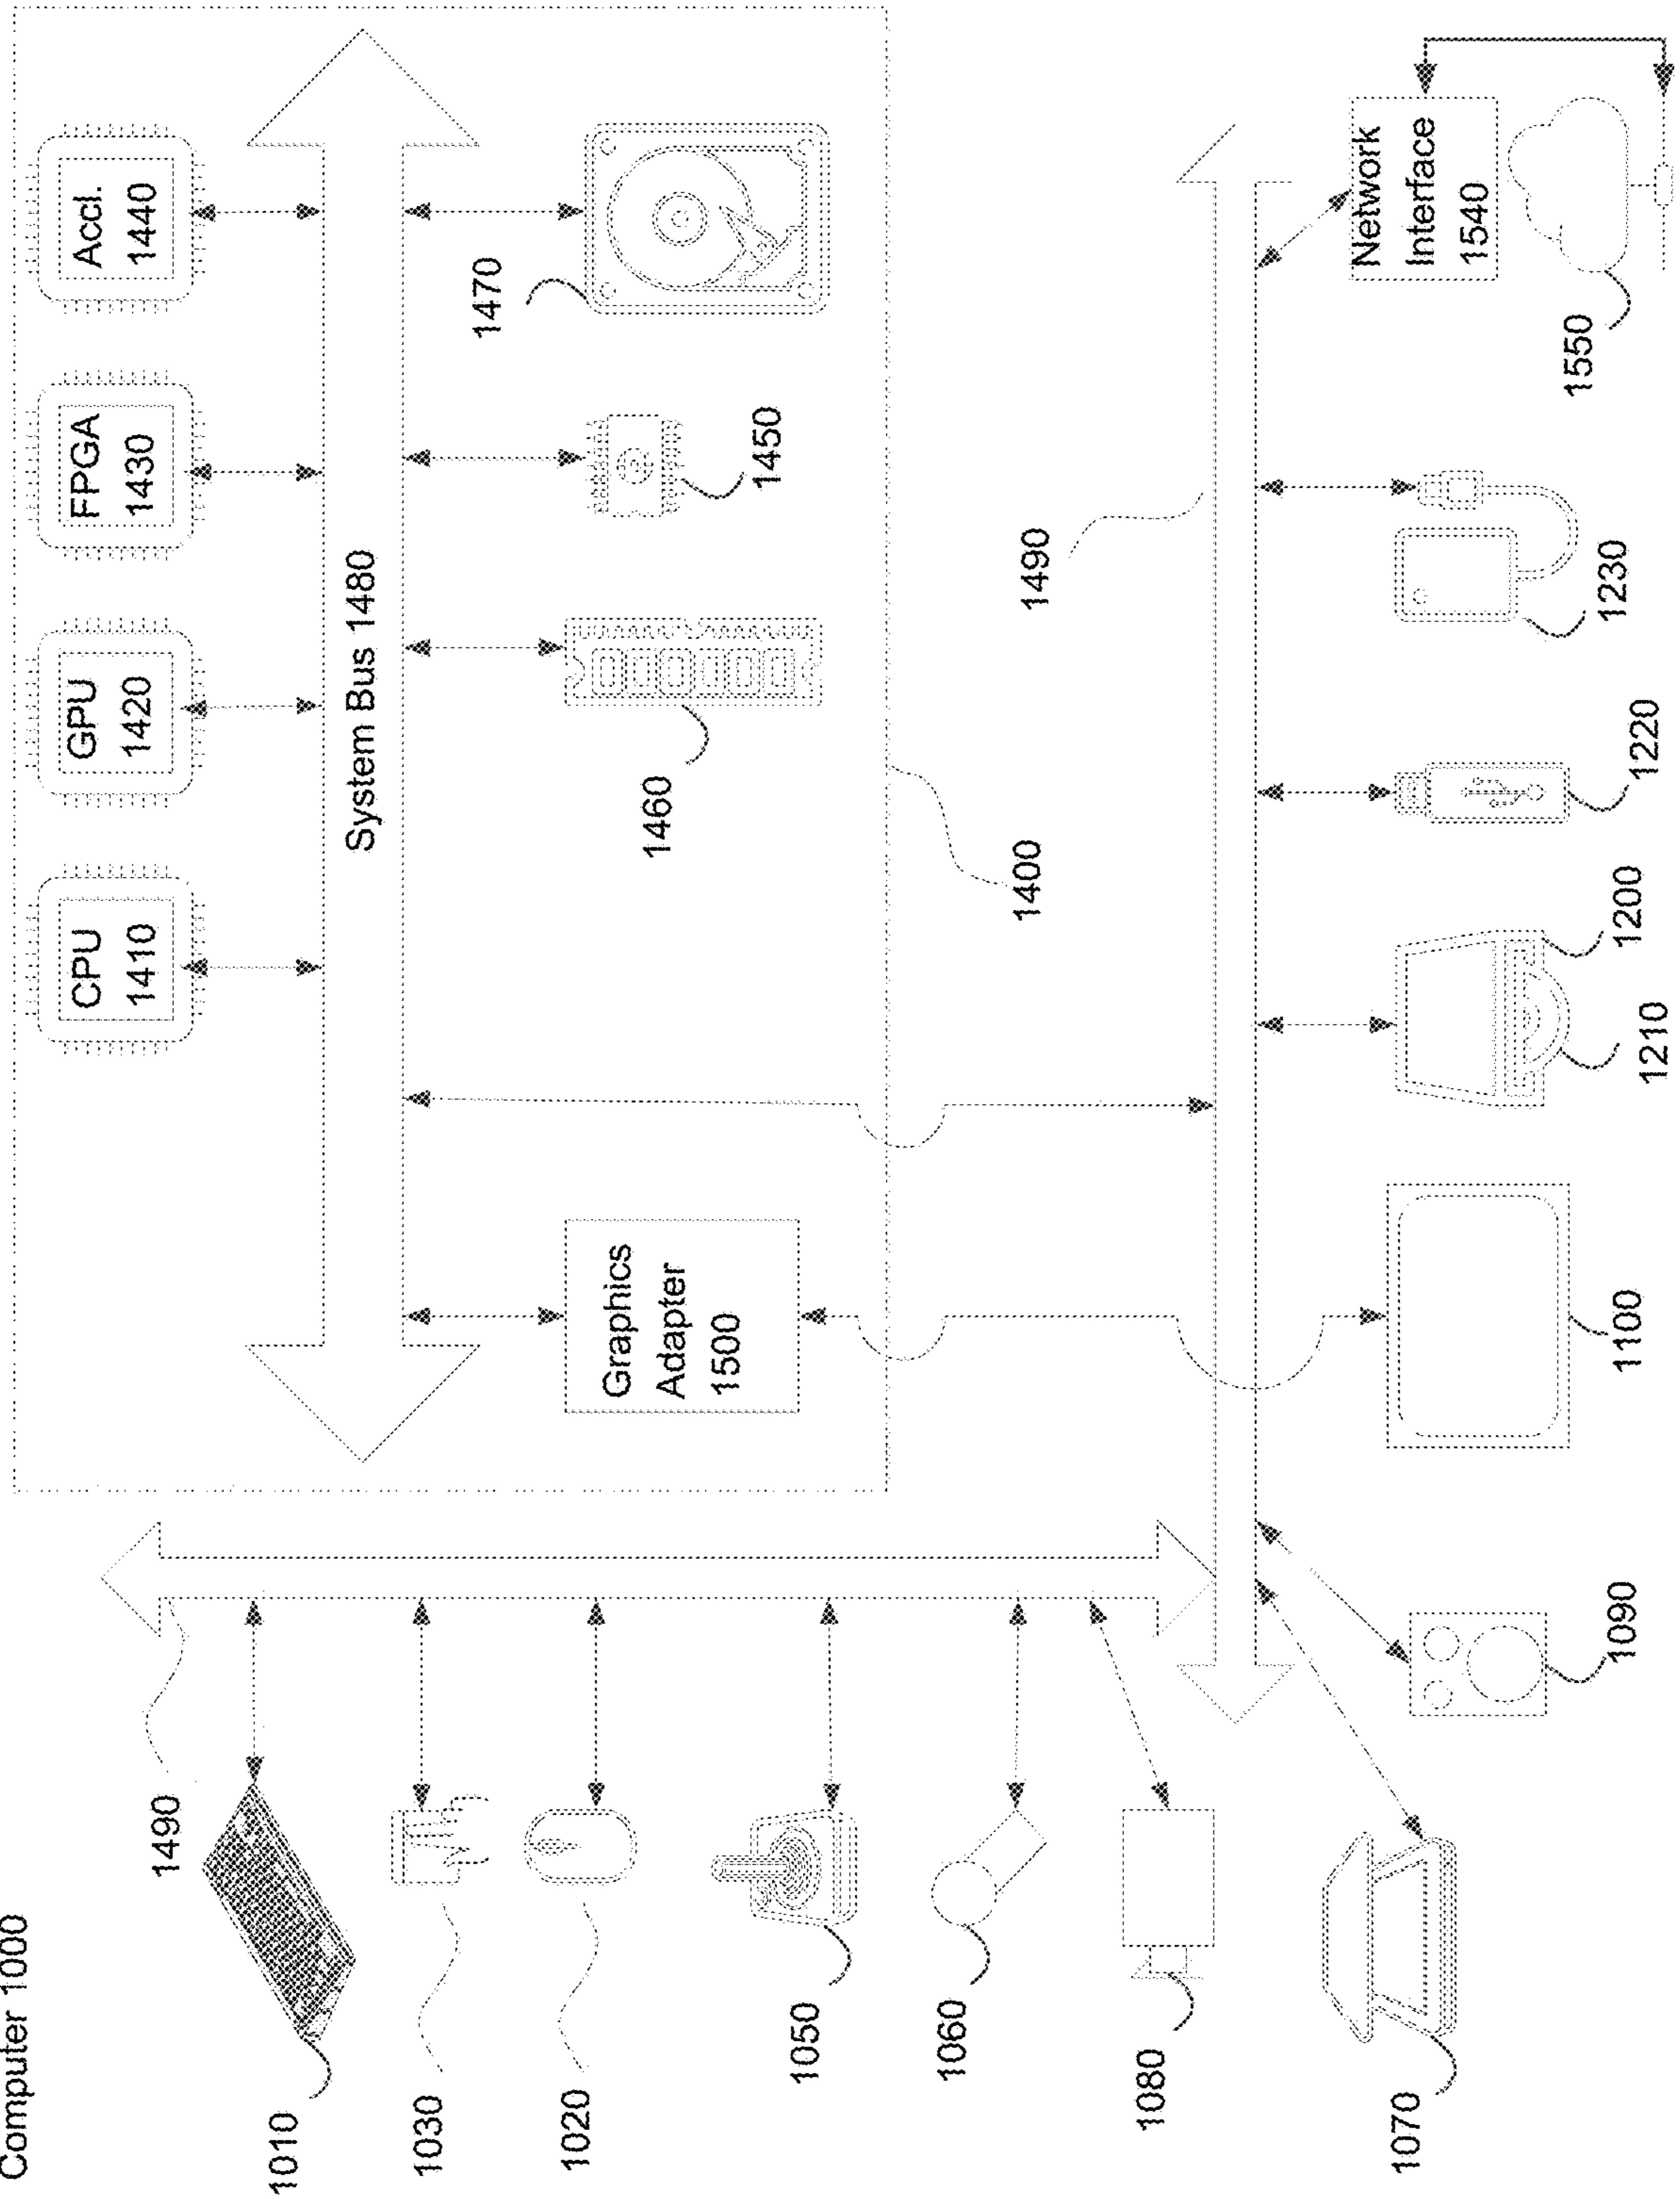 Computer 1000
CPU
1410
GPU
1420
FPGA
1430
Accl.
1440
System Bus 1480
1490
1010
1030
1020
1050
1060
1080
1070
Graphics
Adapter
1500
1460
1450
1470
1400
1490
1090
1100
1210
1200
1220
1230
Network
Interface
1540
1550